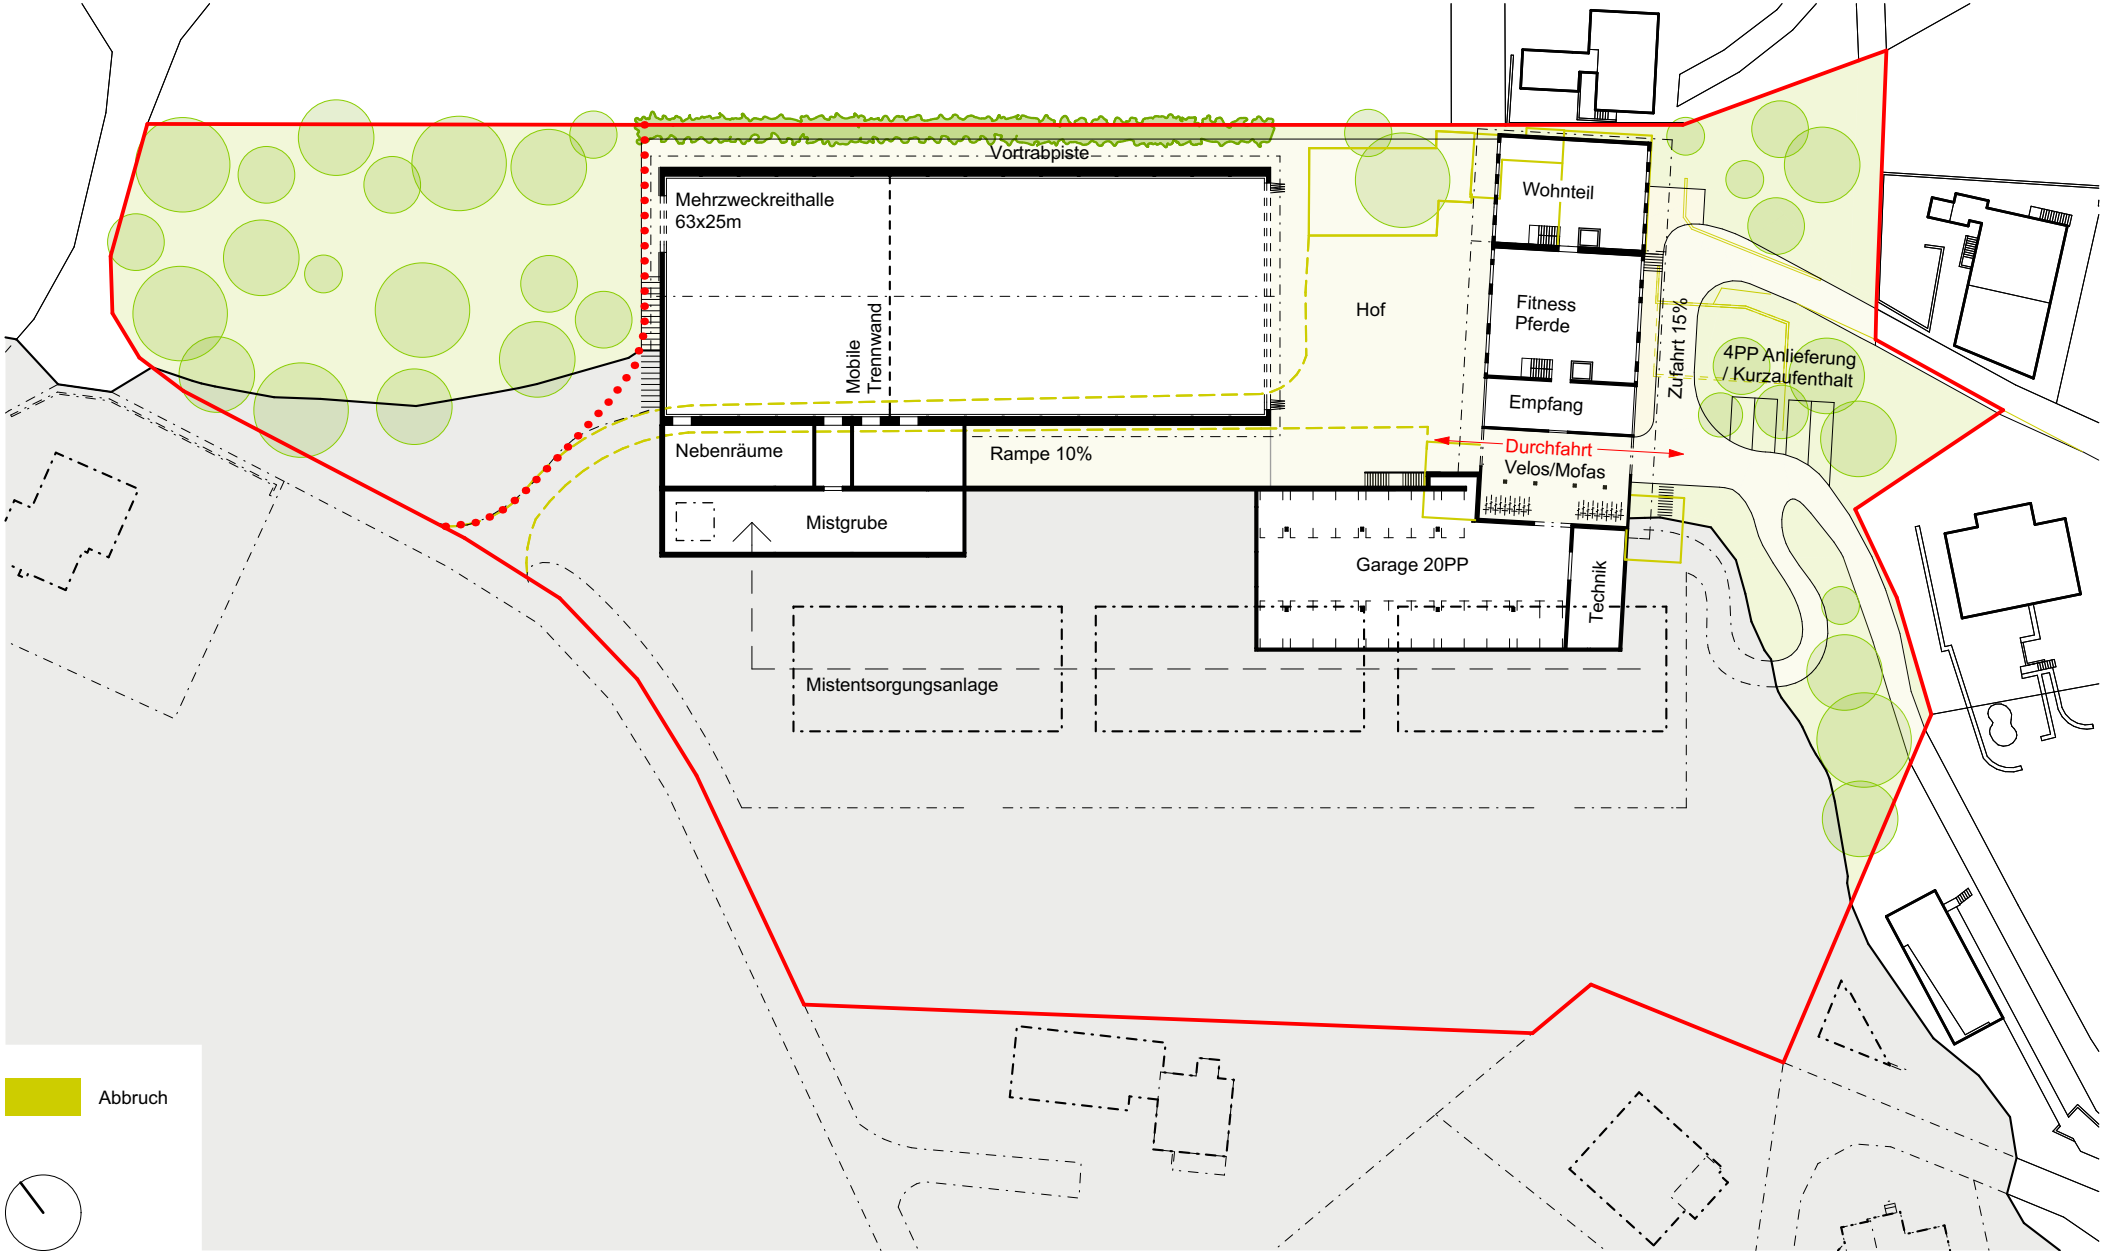 Vortrabpiste
Mehrzweckreithalle
63x25m
Mobile
Trennwand
Wohnteil
Fitness
Pferde
Hof
Empfang
Zufahrt 15%
4PP Anlieferung
/ Kurzaufenthalt
Durchfahrt
Velos/Mofas
Nebenräume
Rampe 10%
Mistgrube
Garage 20PP
Technik
Mistentsorgungsanlage
Abbruch